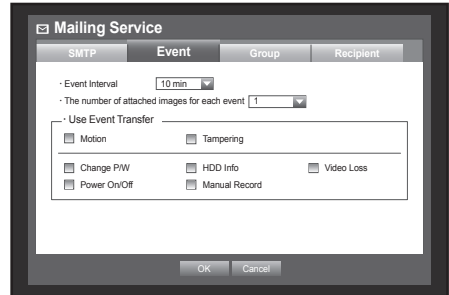 Mailing Service
SMTP Event Group Recipient
· Event Interval 10 min
· The number of attached images for each event 1
· Use Event Transfer
Motion Tampering
Change P/W HDD Info Video Loss
Power On/Off Manual Record
OK Cancel